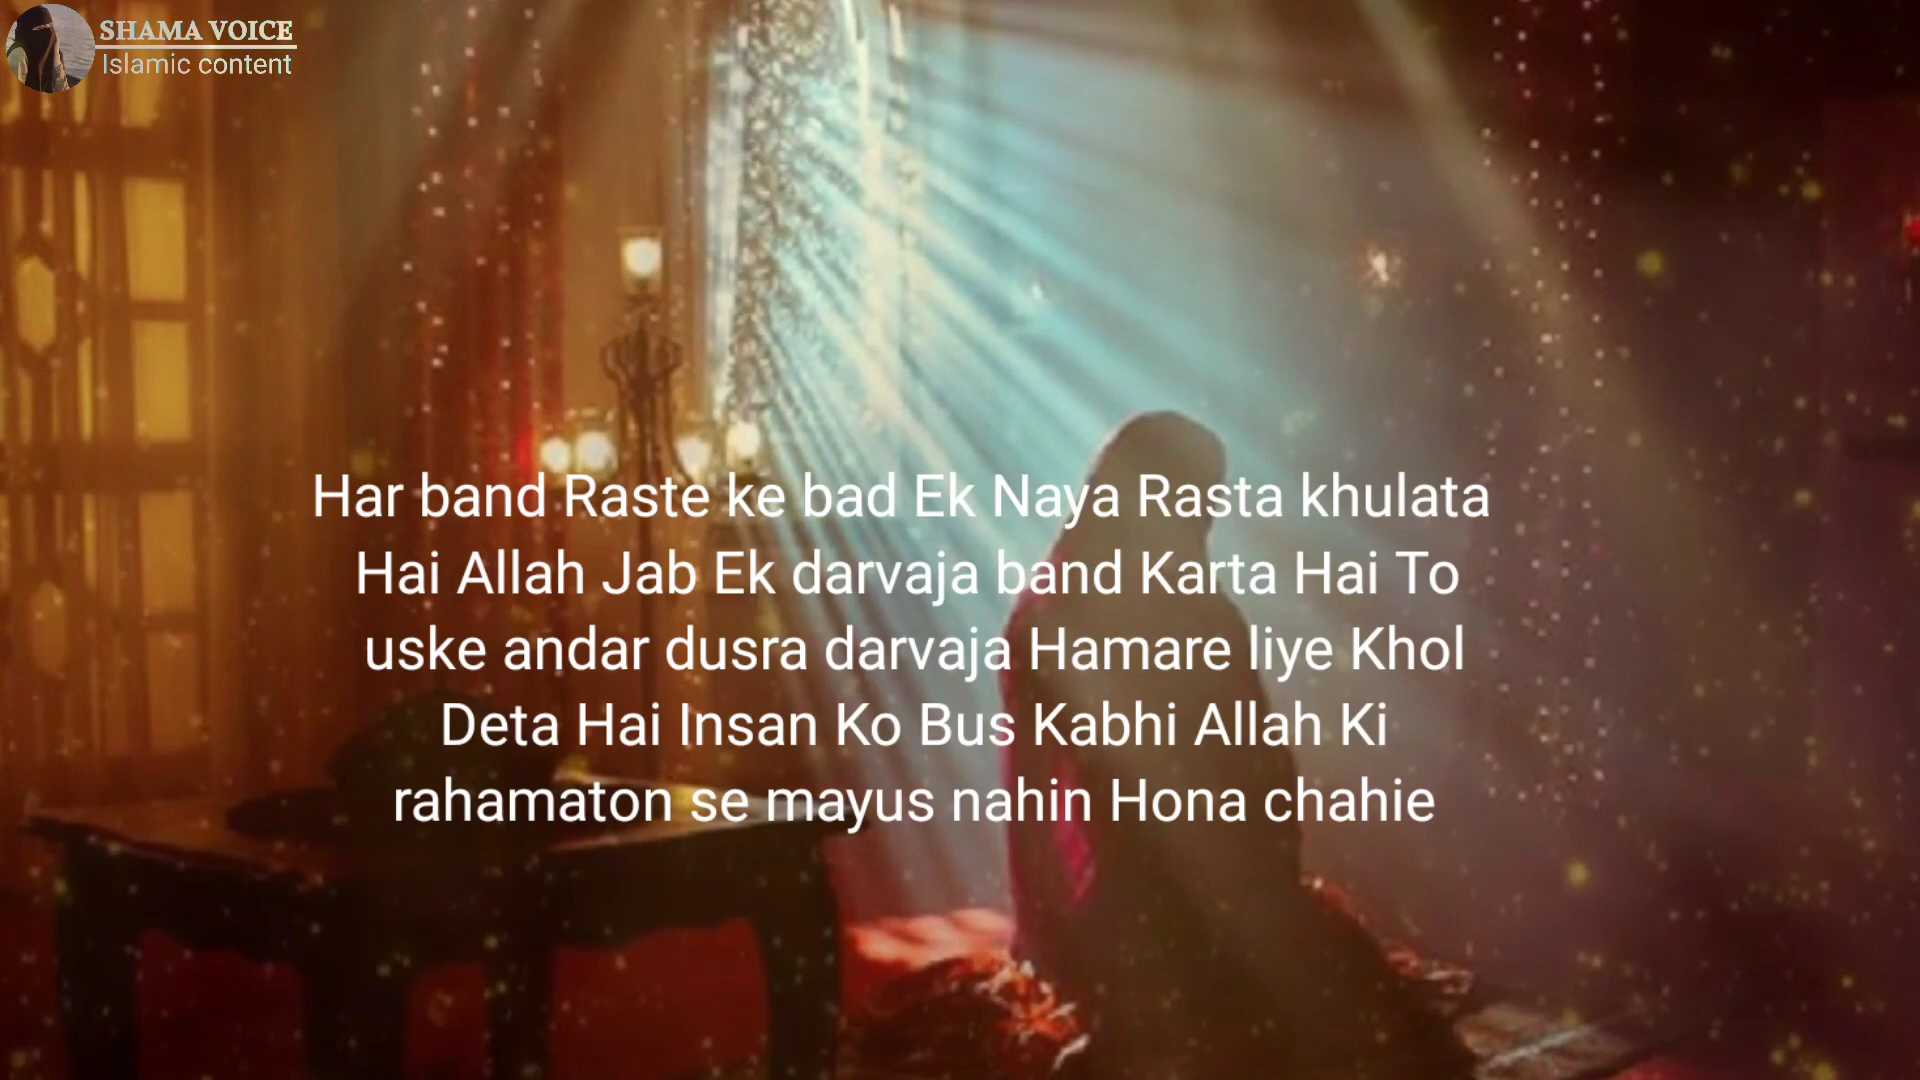 SHAMA VOICE
Islamic content
Har band Raste ke bad Ek Naya Rasta khulata
Hai Allah Jab Ek darvaja band Karta Hai To
uske andar dusra darvaja Hamare liye Khol
Deta Hai Insan Ko Bus Kabhi Allah Ki
rahamaton se mayus nahin Hona chahie